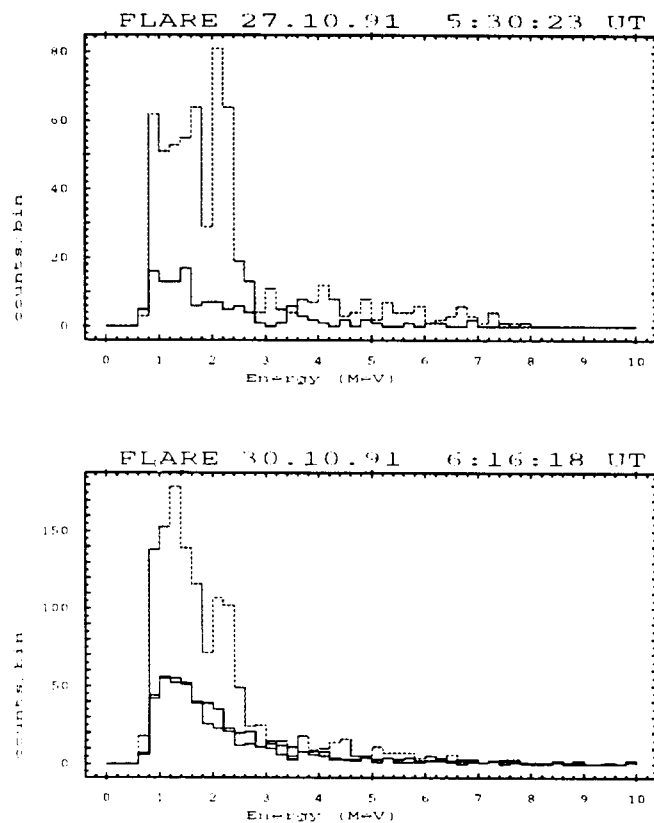 FLARE 27.10.91 5:30:23 UT
80
60
40
20
0
counts/bin
0 1 2 3 4 5 6 7 8 9 10
Energy (MeV)
FLARE 30.10.91 6:16:18 UT
150
100
50
0
counts/bin
0 1 2 3 4 5 6 7 8 9 10
Energy (MeV)